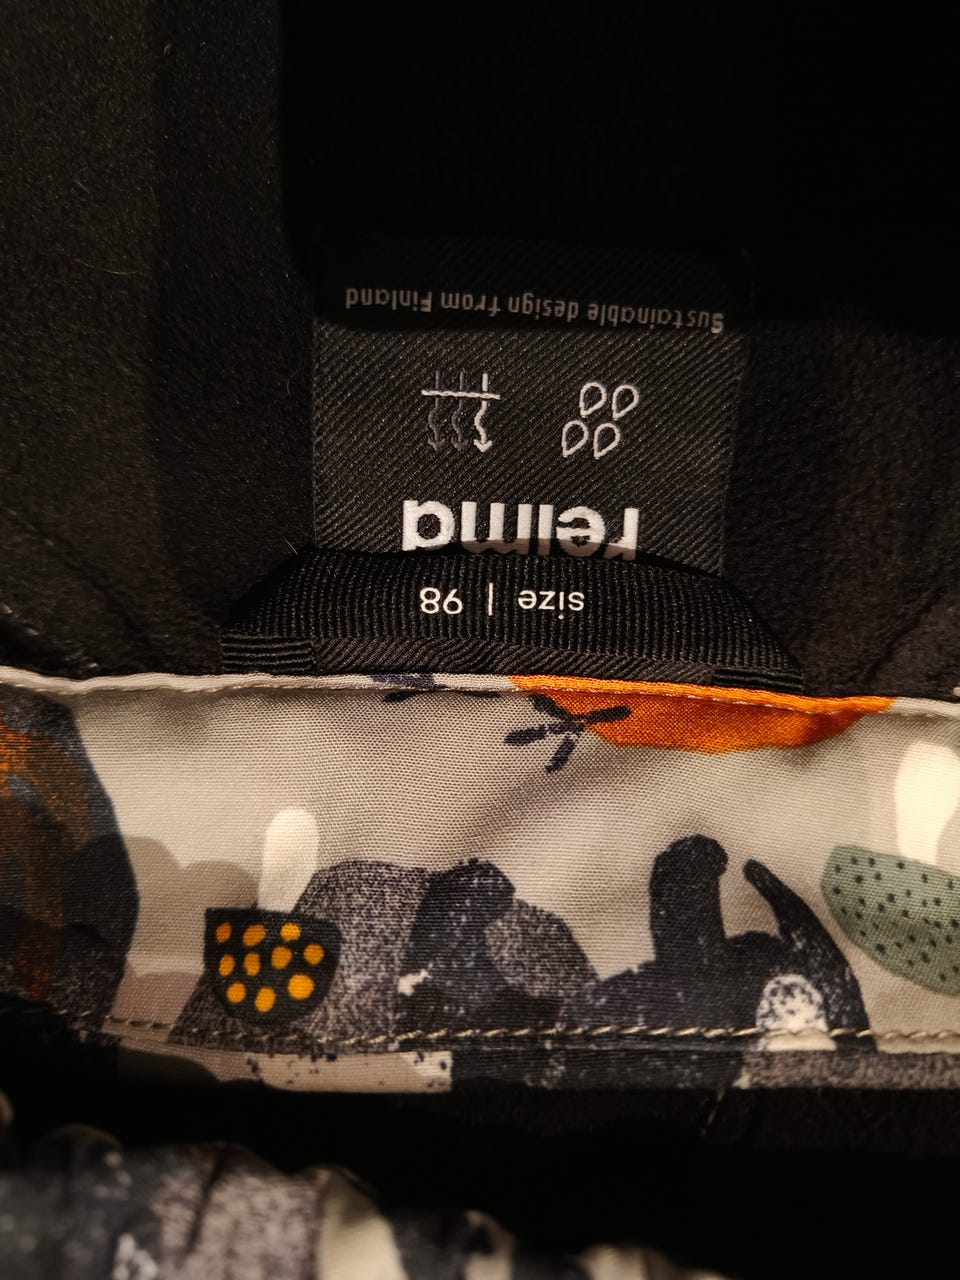 size | 98
reima
Sustainable design from Finland